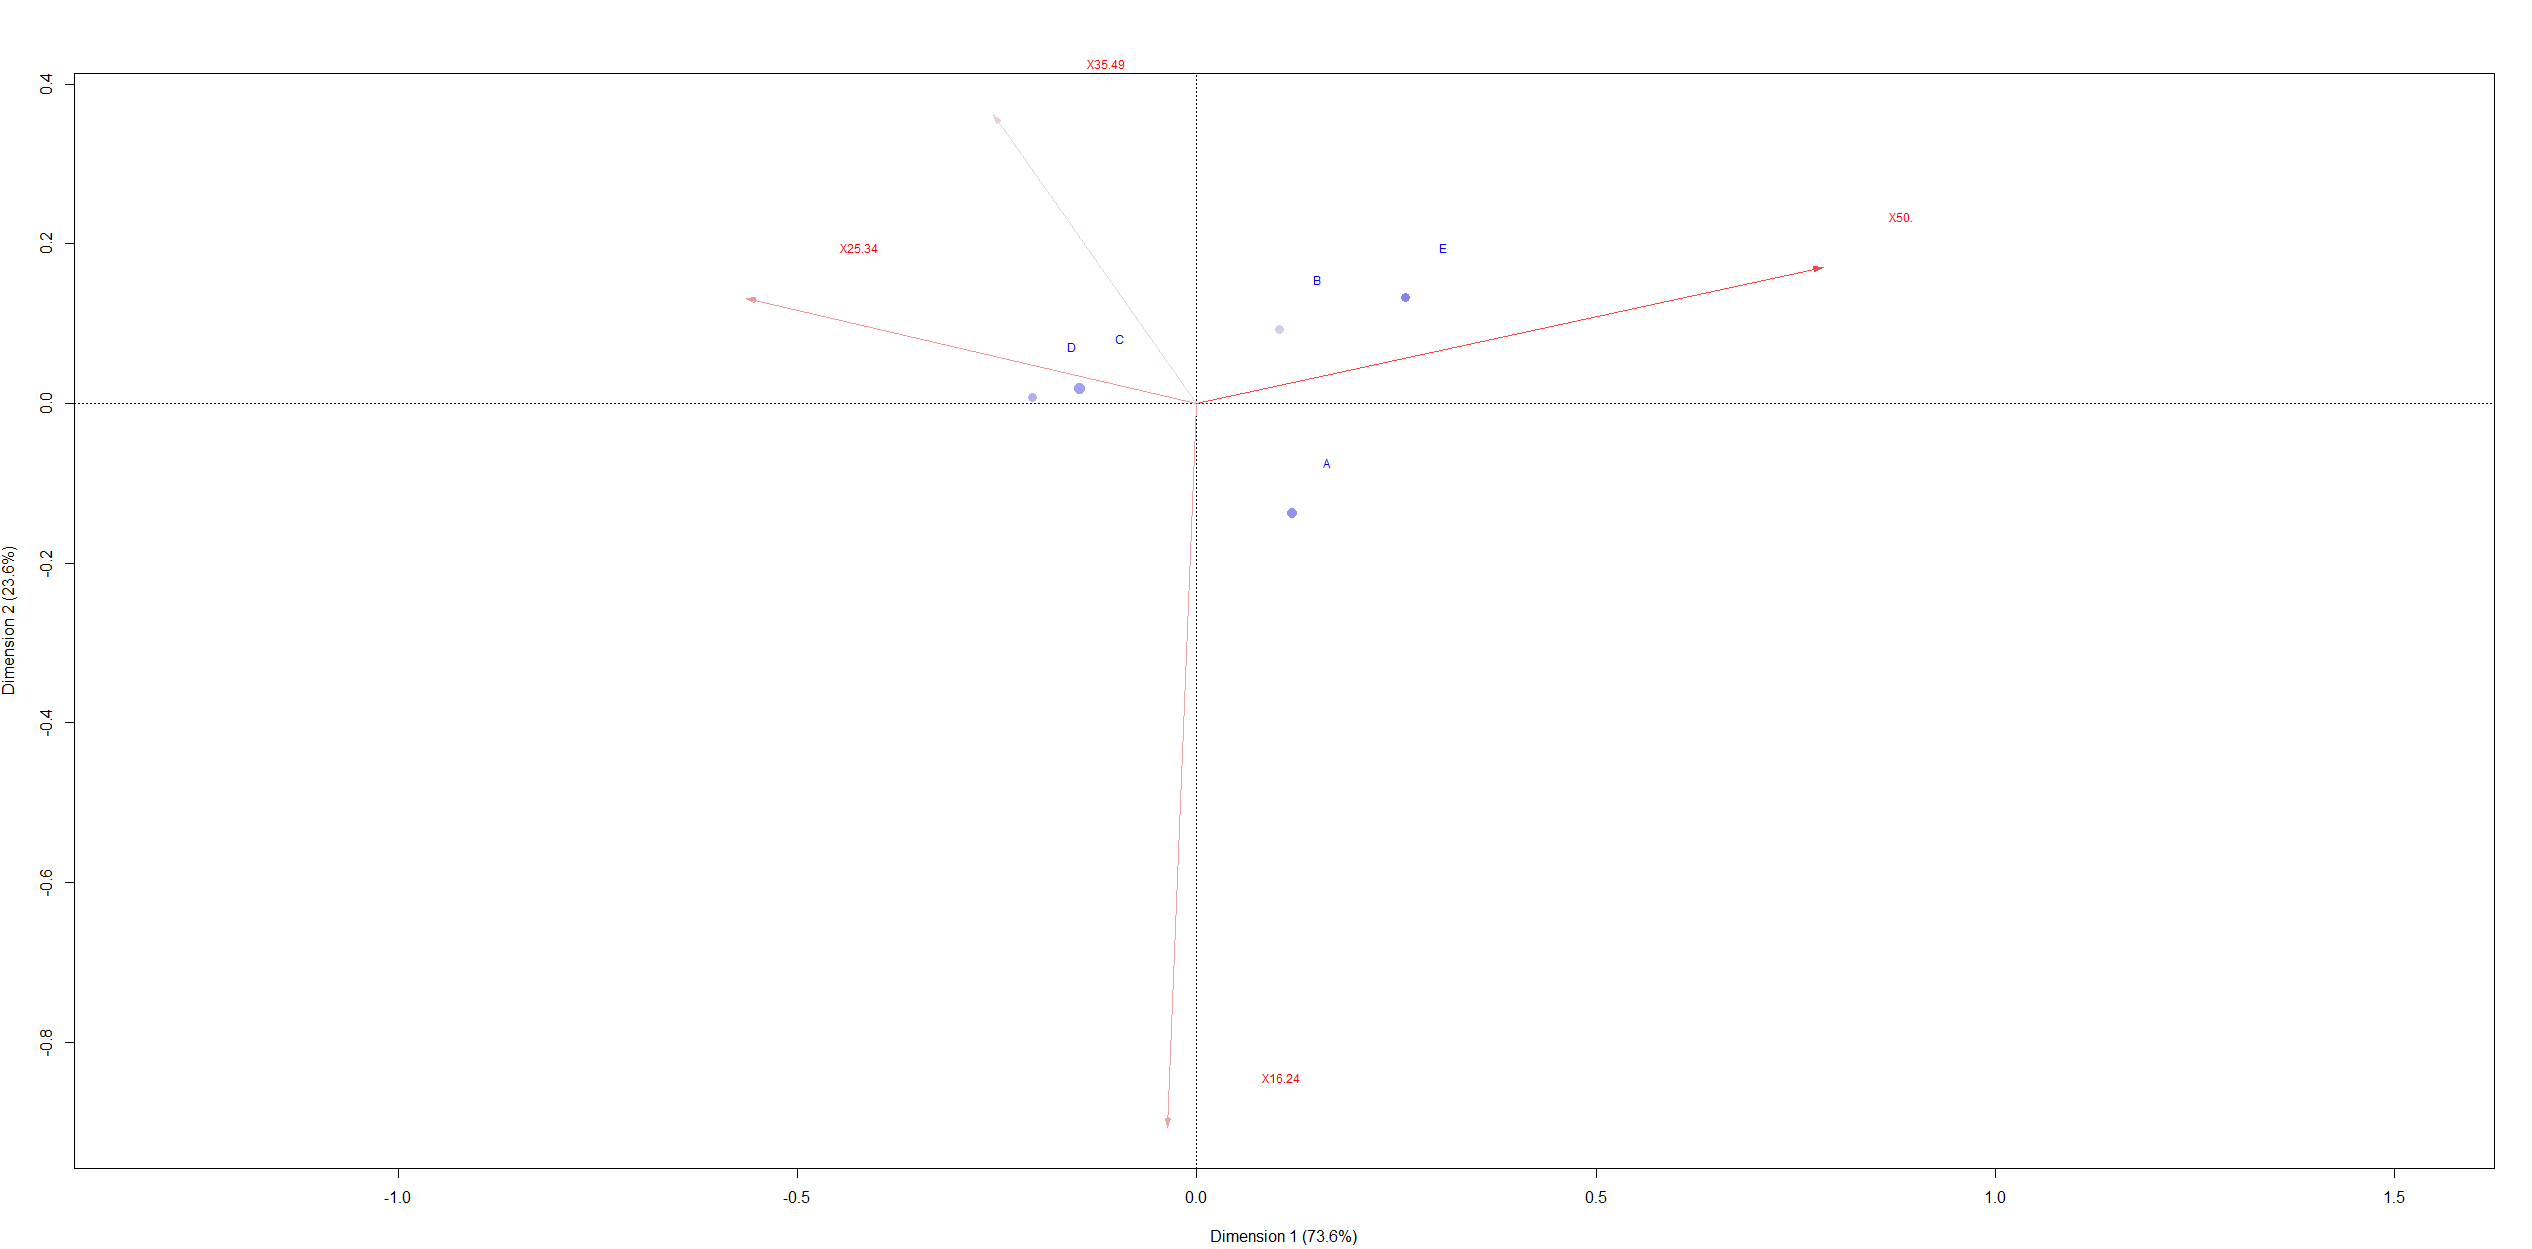 X35.49
0.4
X50.
X25.34
0.2
E
B
C
D
0.0
A
-0.2
Dimension 2 (23.6%)
-0.4
-0.6
-0.8
X16.24
-1.0 -0.5 0.0 0.5 1.0 1.5
Dimension 1 (73.6%)